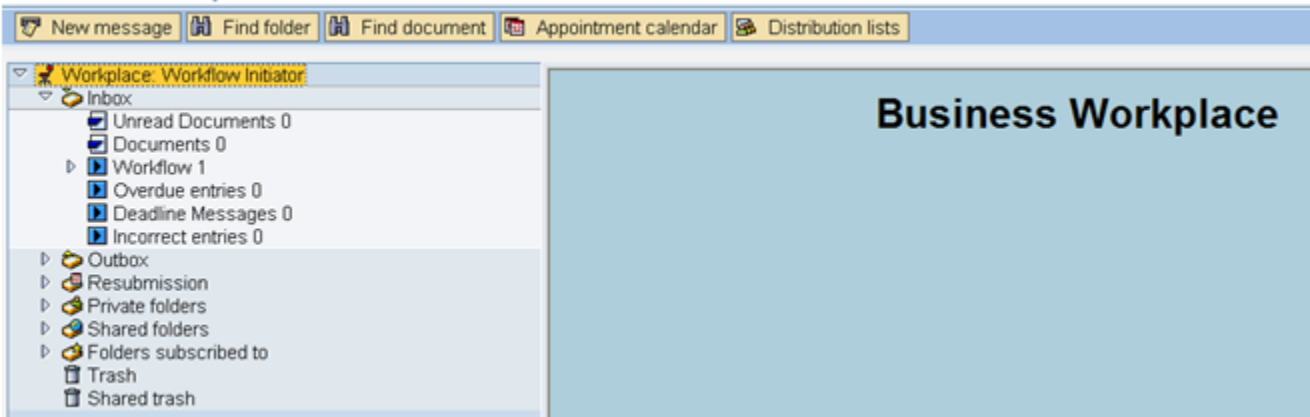 New message Find folder Find document Appointment calendar Distribution lists
Workplace: Workflow Initiator
Inbox
Unread Documents 0
Documents 0
Workflow 1
Overdue entries 0
Deadline Messages 0
Incorrect entries 0
Outbox
Resubmission
Private folders
Shared folders
Folders subscribed to
Trash
Shared trash
Business Workplace